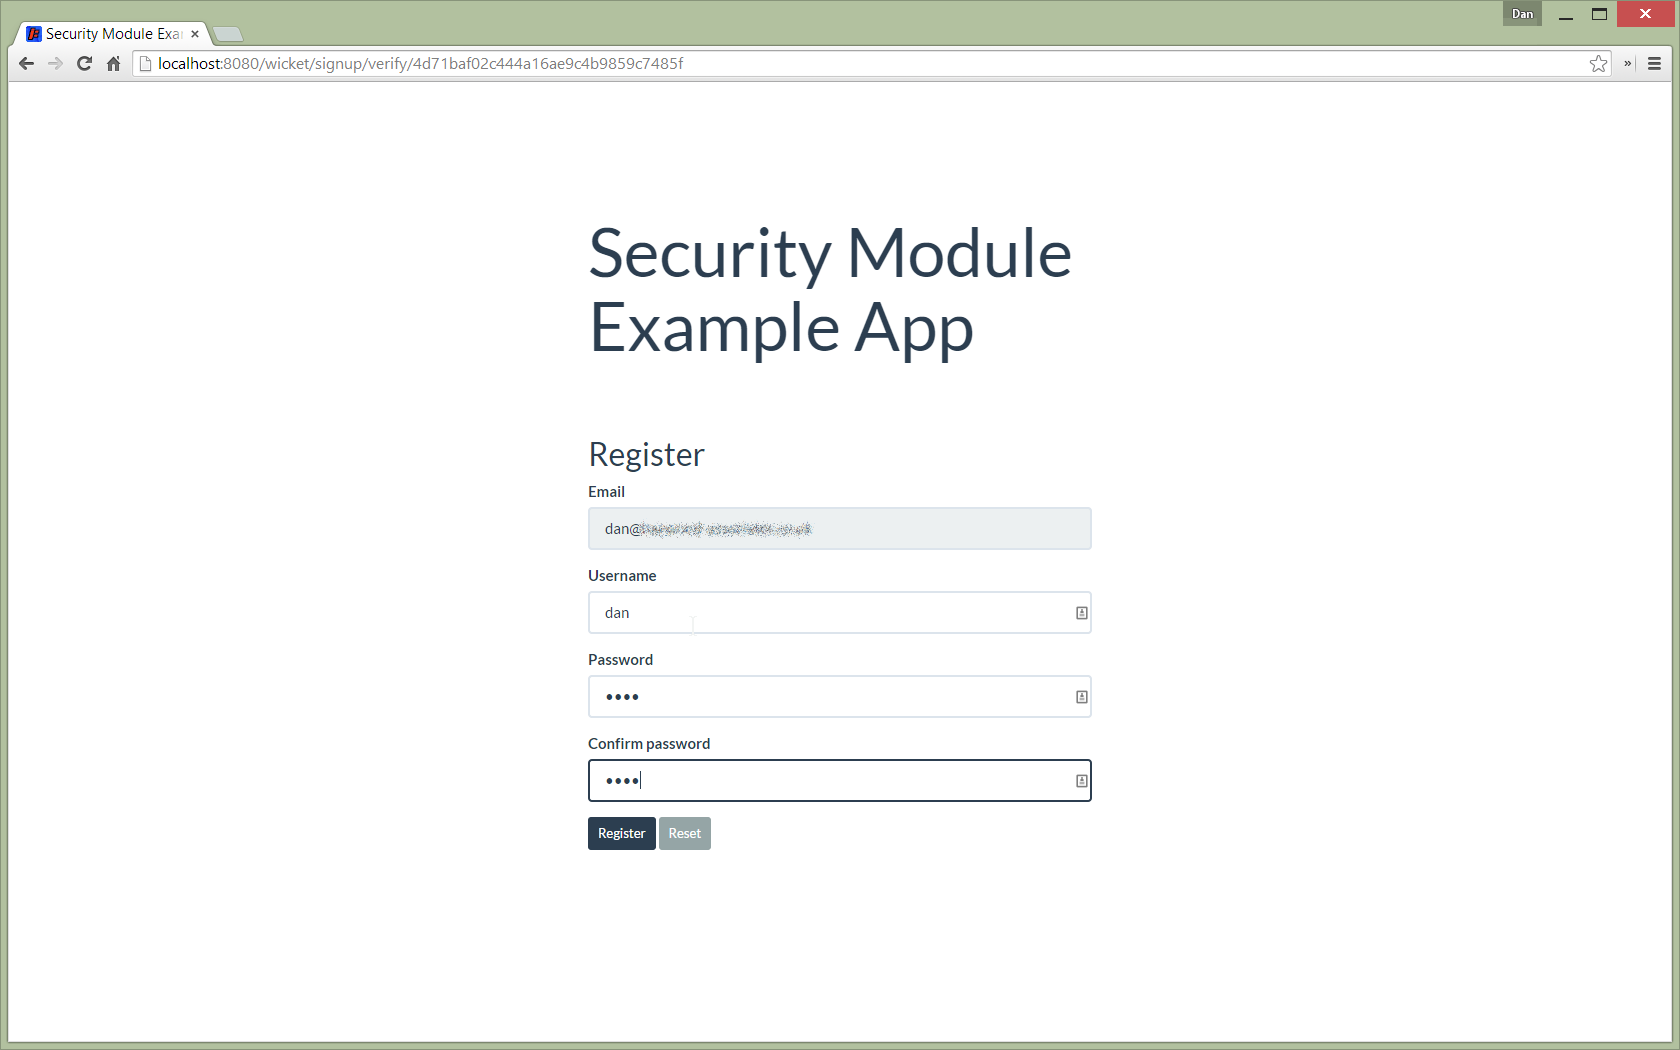 Dan
Security Module Exa
localhost:8080/wicket/signup/verify/4d71baf02c444a16ae9c4b9859c7485f
Security Module
Example App
Register
Email
dan@
Username
dan
Password
••••
Confirm password
••••
Register Reset